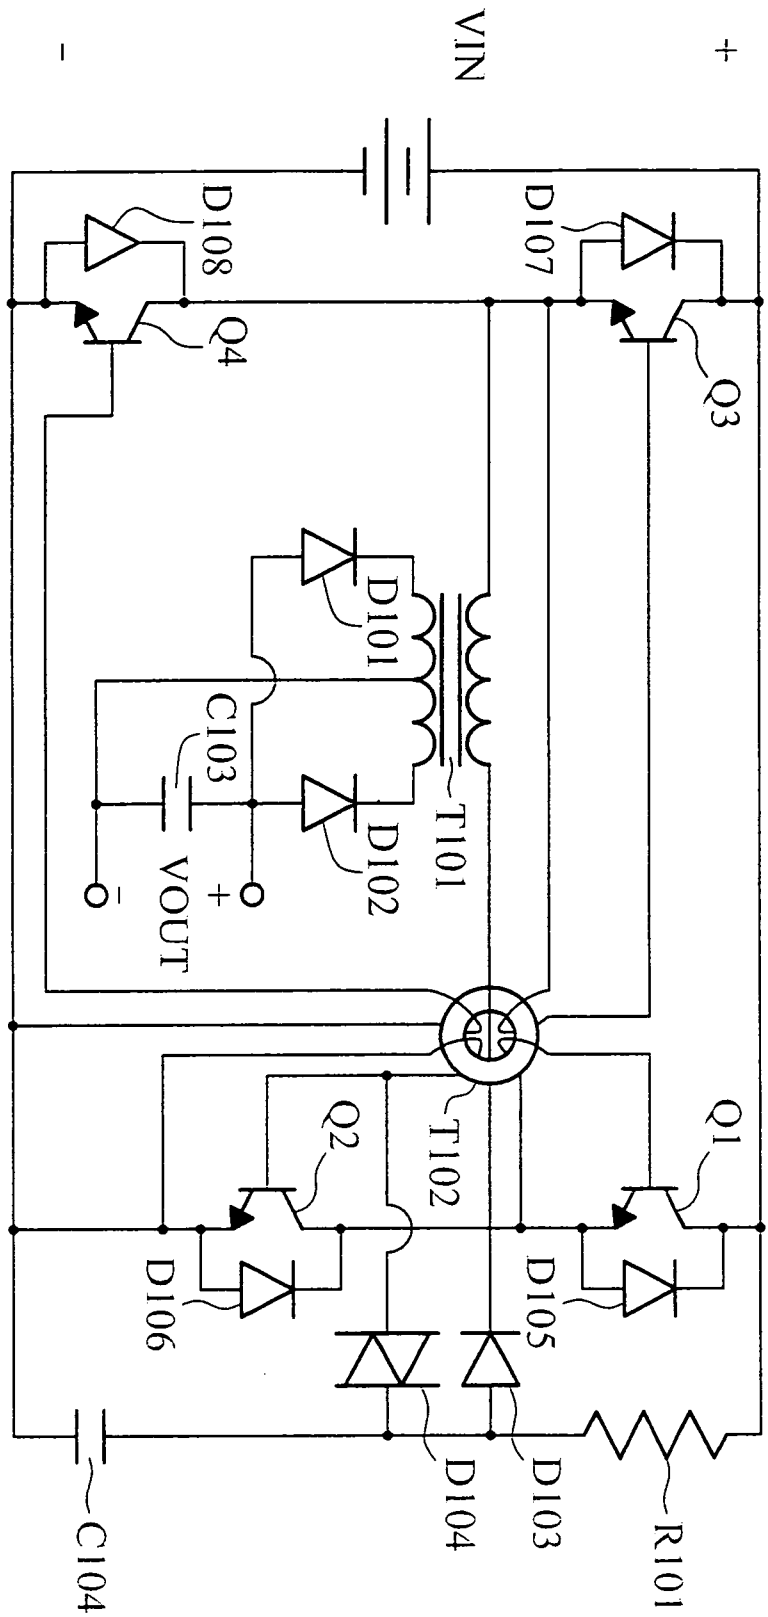 VIN
+
-
D107
Q3
D108
Q4
D101
D102
T101
C103
VOUT
+
-
T102
Q1
D105
Q2
D106
D103
D104
R101
C104